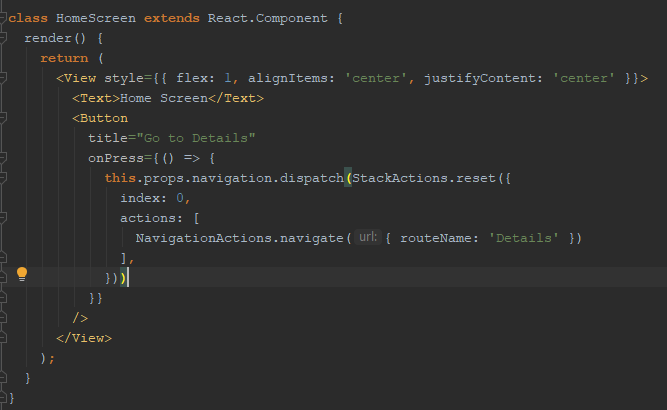 class HomeScreen extends React.Component {
  render() {
    return (
      <View style={{ flex: 1, alignItems: 'center', justifyContent: 'center' }}>
        <Text>Home Screen</Text>
        <Button
          title="Go to Details"
          onPress={() => {
            this.props.navigation.dispatch(StackActions.reset({
              index: 0,
              actions: [
                NavigationActions.navigate( url: { routeName: 'Details' })
              ],
            }))
          }}
        />
      </View>
    );
  }
}